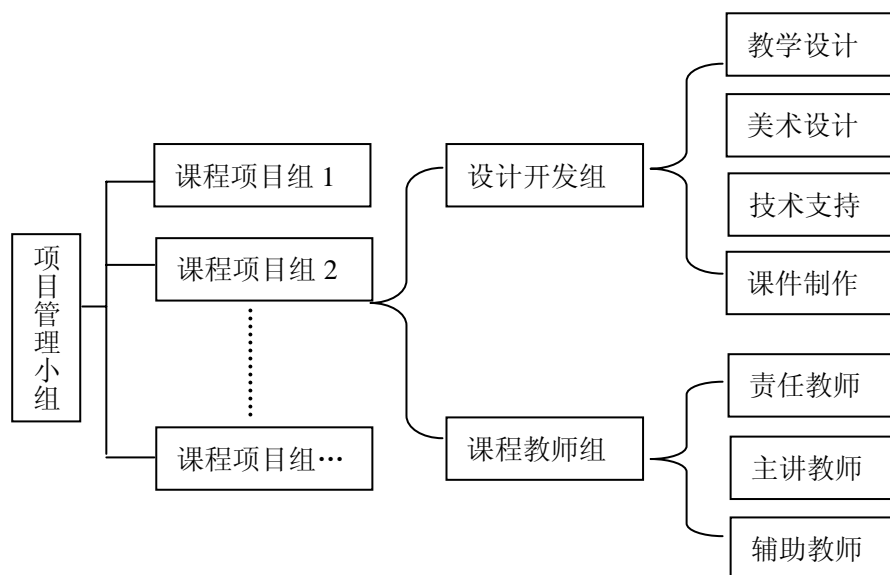 项目管理小组
课程项目组 1
课程项目组 2
课程项目组…
设计开发组
课程教师组
教学设计
美术设计
技术支持
课件制作
责任教师
主讲教师
辅助教师